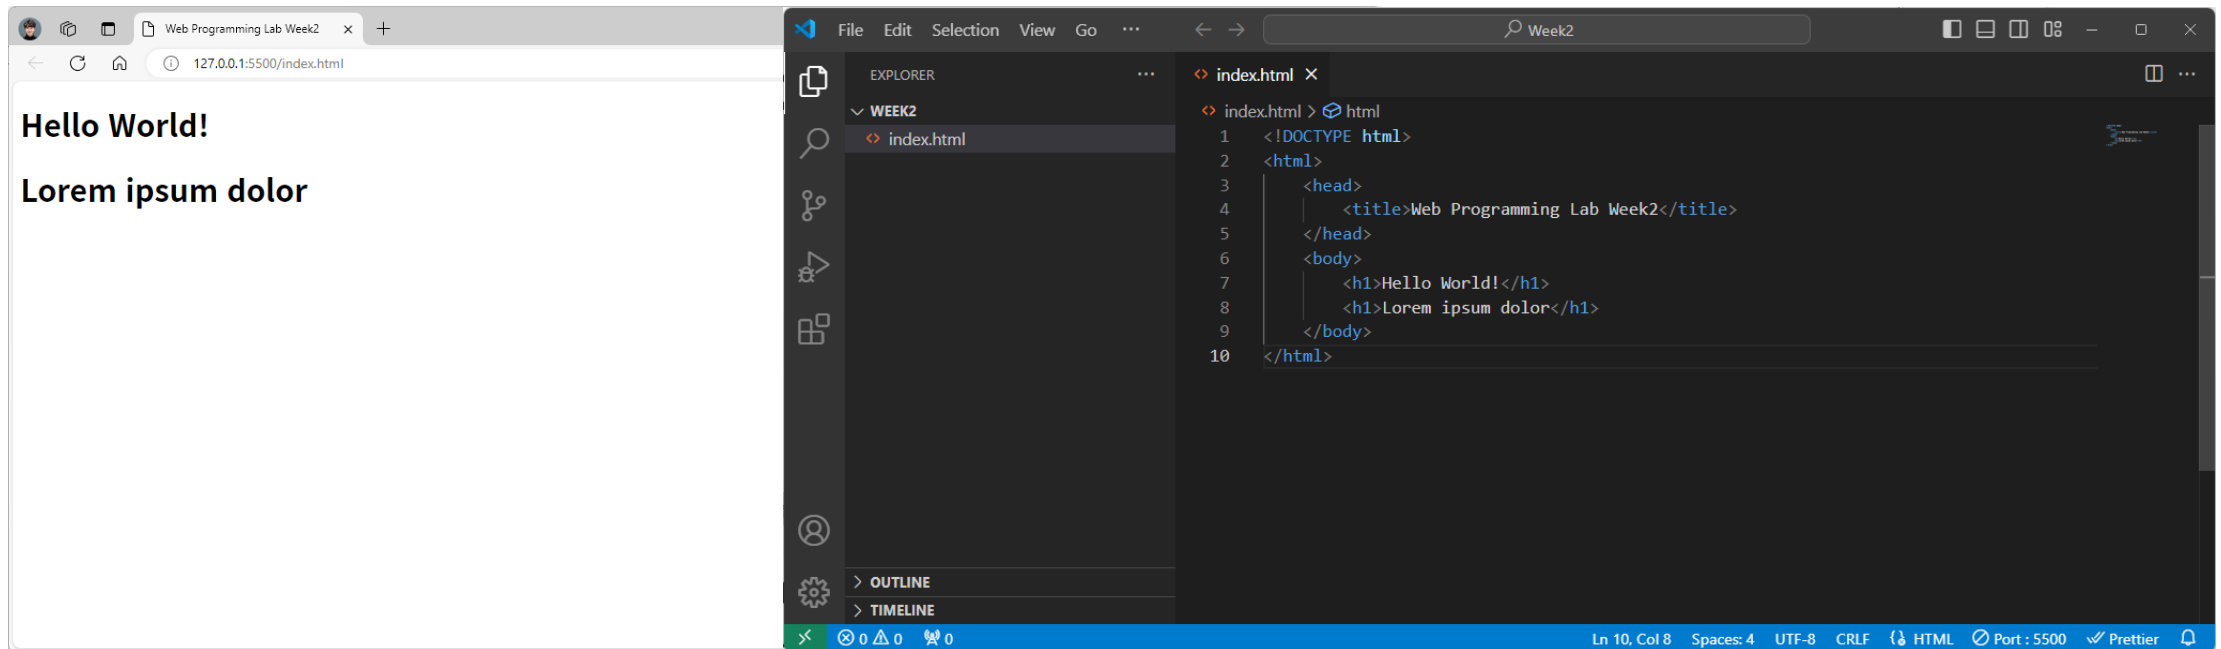 Web Programming Lab Week2
127.0.0.1:5500/index.html
Hello World!
Lorem ipsum dolor
File Edit Selection View Go ···
Week2
EXPLORER ···
WEEK2
index.html
index.html
index.html > html
1 <!DOCTYPE html>
2 <html>
3 <head>
4 <title>Web Programming Lab Week2</title>
5 </head>
6 <body>
7 <h1>Hello World!</h1>
8 <h1>Lorem ipsum dolor</h1>
9 </body>
10 </html>
OUTLINE
TIMELINE
0 0 0 Ln 10, Col 8 Spaces: 4 UTF-8 CRLF HTML Port : 5500 Prettier